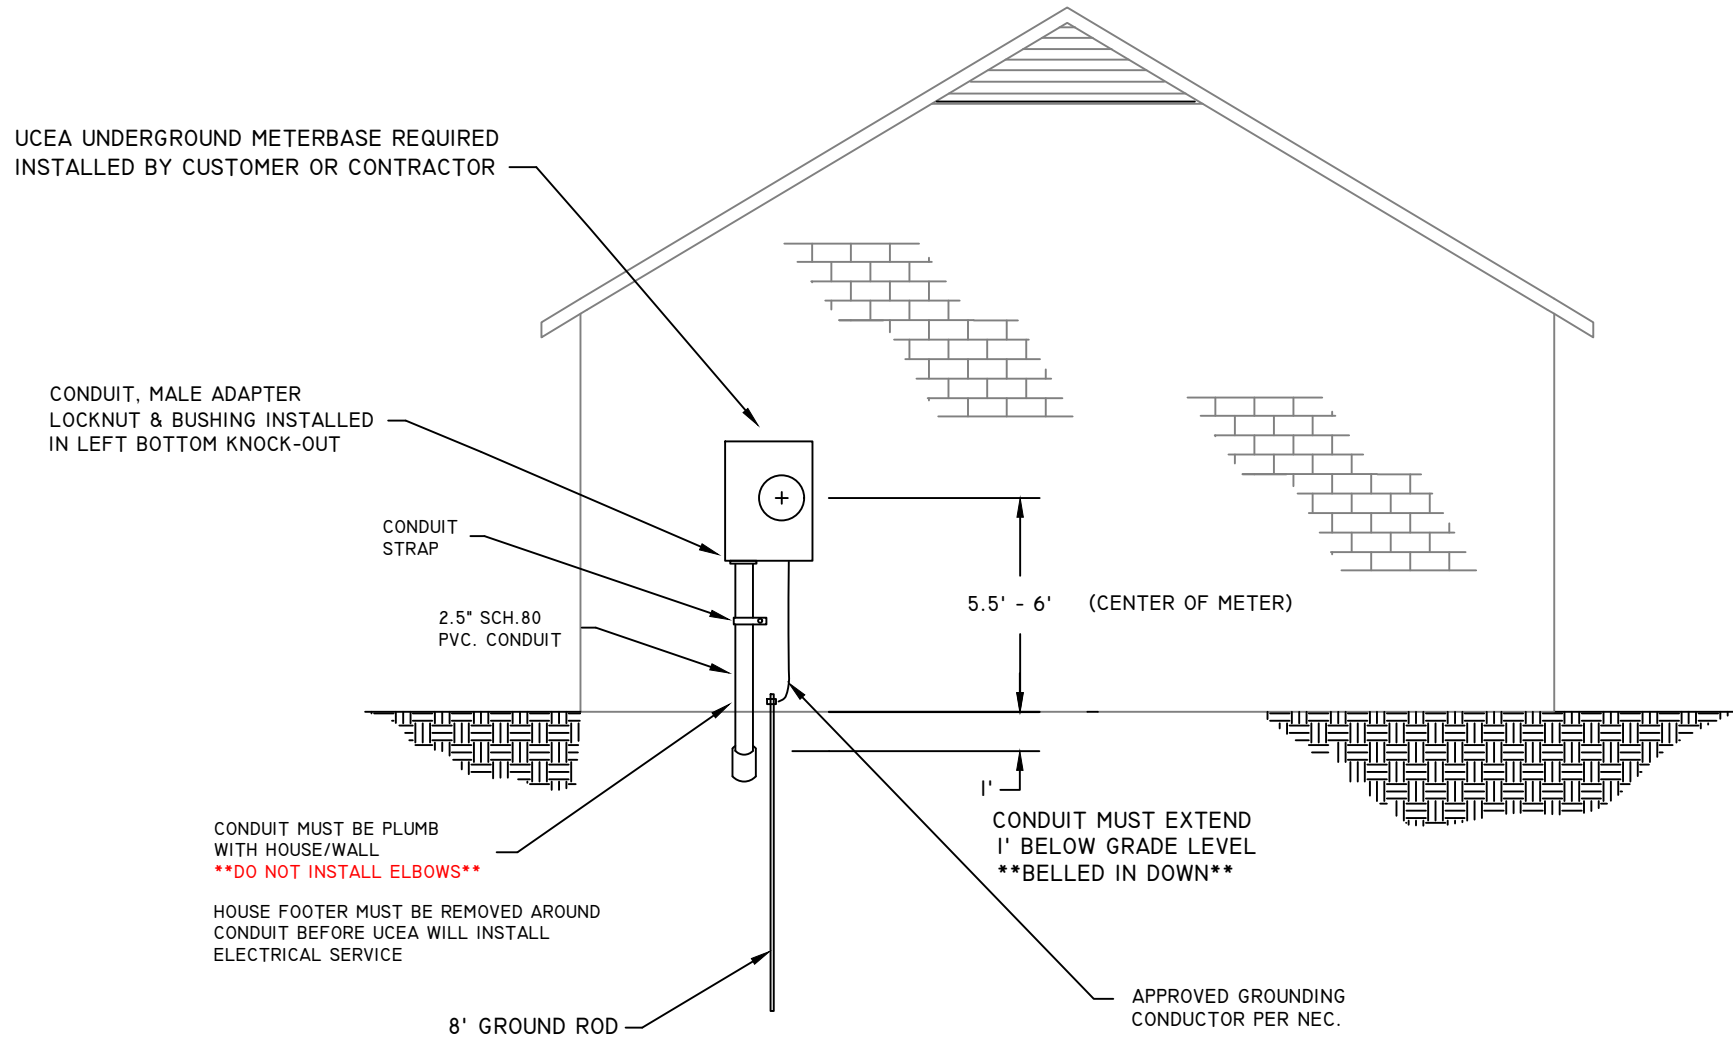 UCEA UNDERGROUND METERBASE REQUIRED
INSTALLED BY CUSTOMER OR CONTRACTOR
CONDUIT, MALE ADAPTER
LOCKNUT & BUSHING INSTALLED
IN LEFT BOTTOM KNOCK-OUT
CONDUIT
STRAP
2.5" SCH.80
PVC. CONDUIT
5.5' - 6' (CENTER OF METER)
1'
CONDUIT MUST EXTEND
1' BELOW GRADE LEVEL
**BELLED IN DOWN**
CONDUIT MUST BE PLUMB
WITH HOUSE/WALL
**DO NOT INSTALL ELBOWS**
HOUSE FOOTER MUST BE REMOVED AROUND
CONDUIT BEFORE UCEA WILL INSTALL
ELECTRICAL SERVICE
8' GROUND ROD
APPROVED GROUNDING
CONDUCTOR PER NEC.